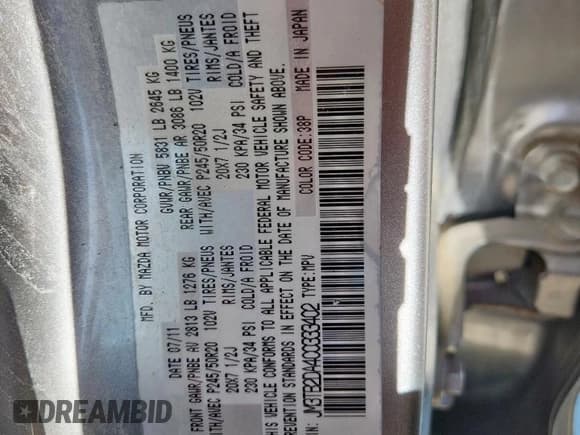 MFD. BY MAZDA MOTOR CORPORATION
DATE 07/11 GVWR/PNBV 5831 LB 2645 KG
FRONT GAWR/PNBE AV 2813 LB 1276 KG REAR GAWR/PNBE AR 3086 LB 1400 KG
WITH/AVEC P245/50R20 102V TIRES/PNEUS WITH/AVEC P245/50R20 102V TIRES/PNEUS
20X7 1/2J RIMS/JANTES 20X7 1/2J RIMS/JANTES
230 KPA/34 PSI COLD/A FROID 230 KPA/34 PSI COLD/A FROID
THIS VEHICLE CONFORMS TO ALL APPLICABLE FEDERAL MOTOR VEHICLE SAFETY AND THEFT
PREVENTION STANDARDS IN EFFECT ON THE DATE OF MANUFACTURE SHOWN ABOVE.
COLOR CODE:38P MADE IN JAPAN
TYPE:MPV
DREAMBID